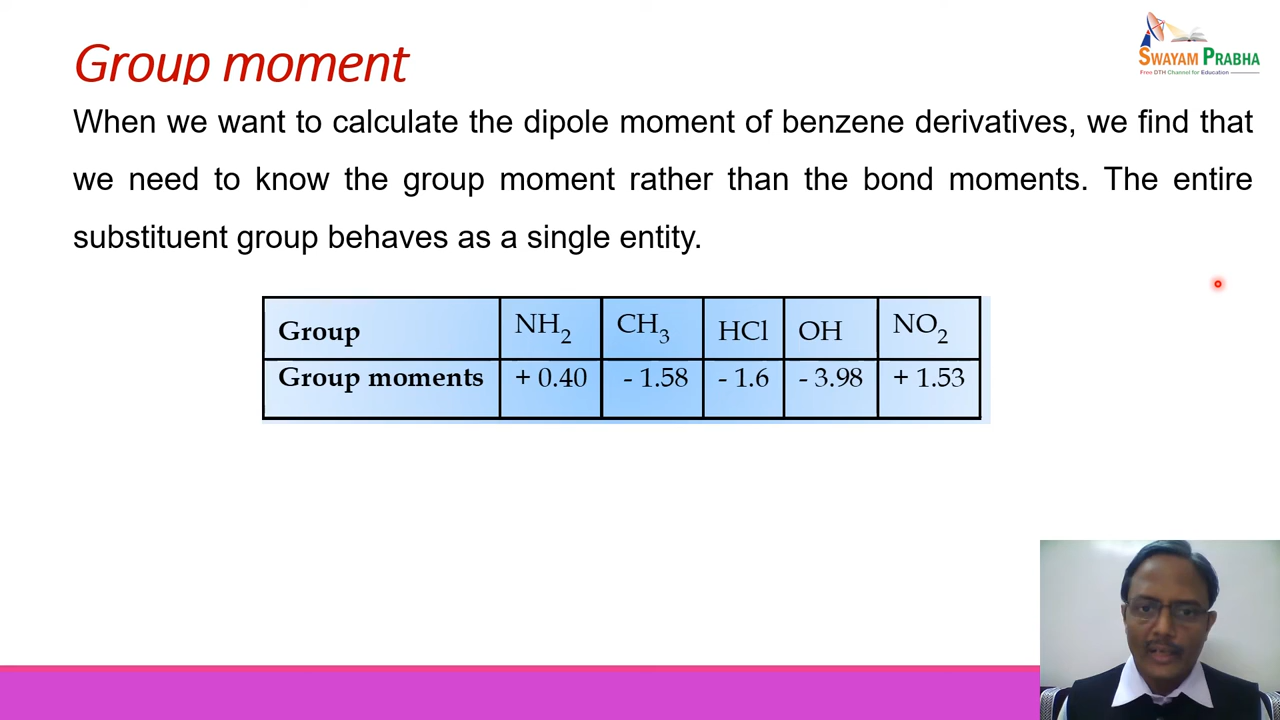 Group moment
SWAYAM PRABHA
Free DTH Channel for Education
When we want to calculate the dipole moment of benzene derivatives, we find that
we need to know the group moment rather than the bond moments. The entire
substituent group behaves as a single entity.
Group NH2 CH3 HCl OH NO2
Group moments + 0.40 - 1.58 - 1.6 - 3.98 + 1.53